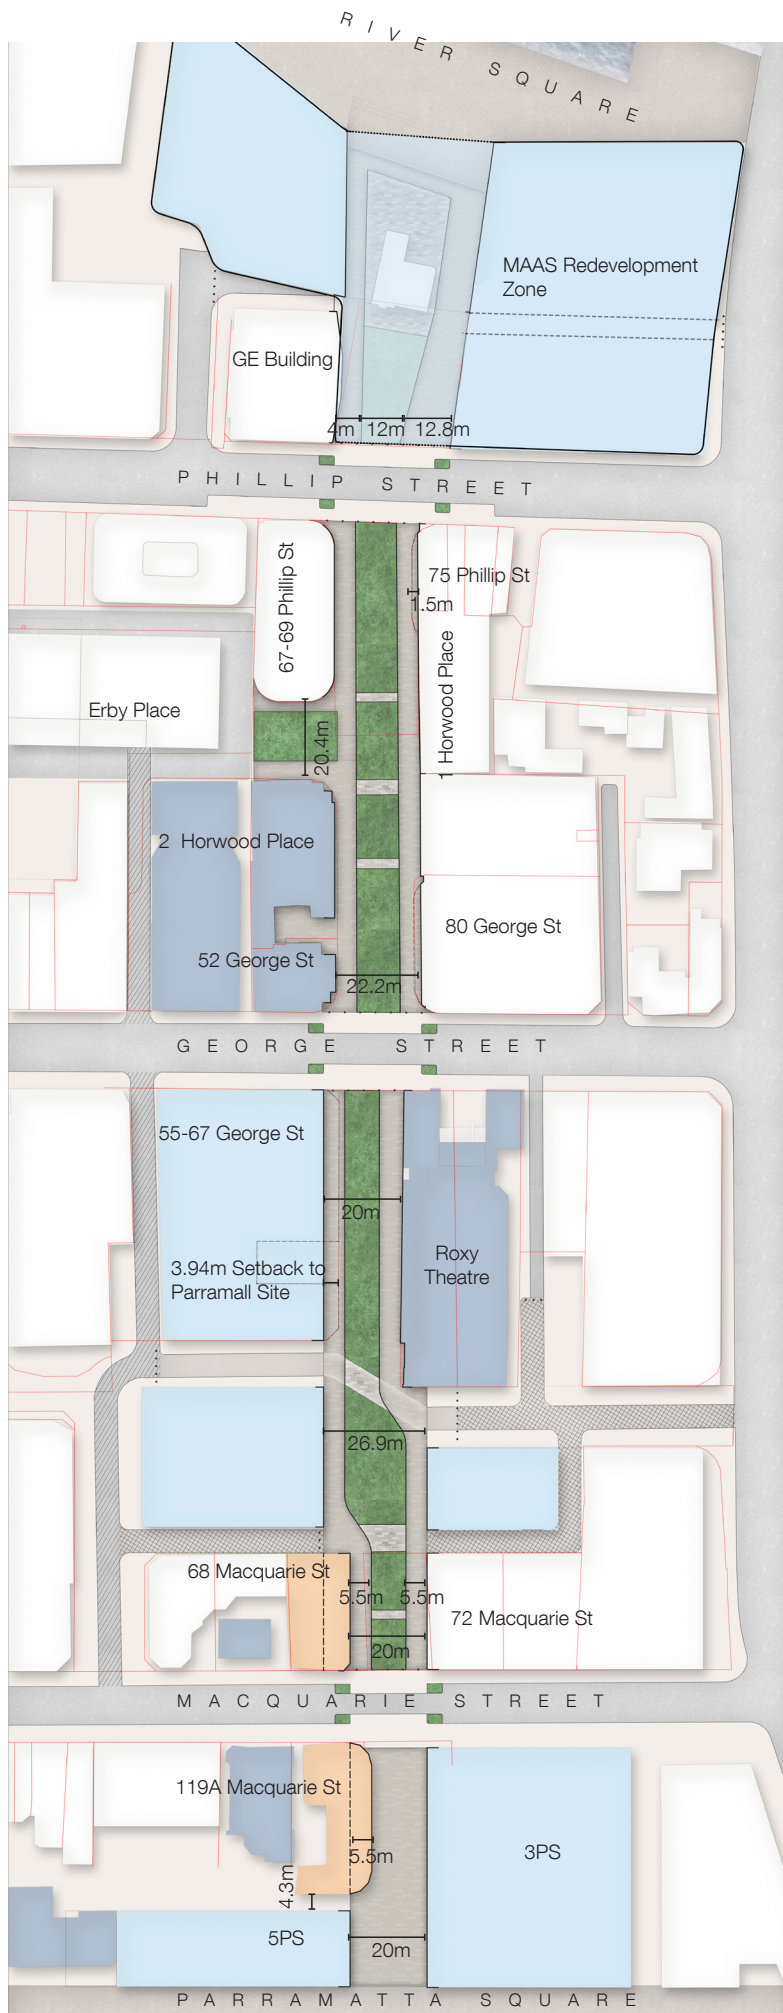 RIVER SQUARE
MAAS Redevelopment
Zone
GE Building
4m
12m
12.8m
PHILLIP STREET
67-69 Phillip St
75 Phillip St
1.5m
1 Horwood Place
Erby Place
20.4m
2 Horwood Place
80 George St
52 George St
22.2m
GEORGE STREET
55-67 George St
20m
Roxy
Theatre
3.94m Setback to
Parramall Site
26.9m
68 Macquarie St
5.5m
5.5m
72 Macquarie St
20m
MACQUARIE STREET
119A Macquarie St
5.5m
3PS
4.3m
5PS
20m
PARRAMATTA SQUARE